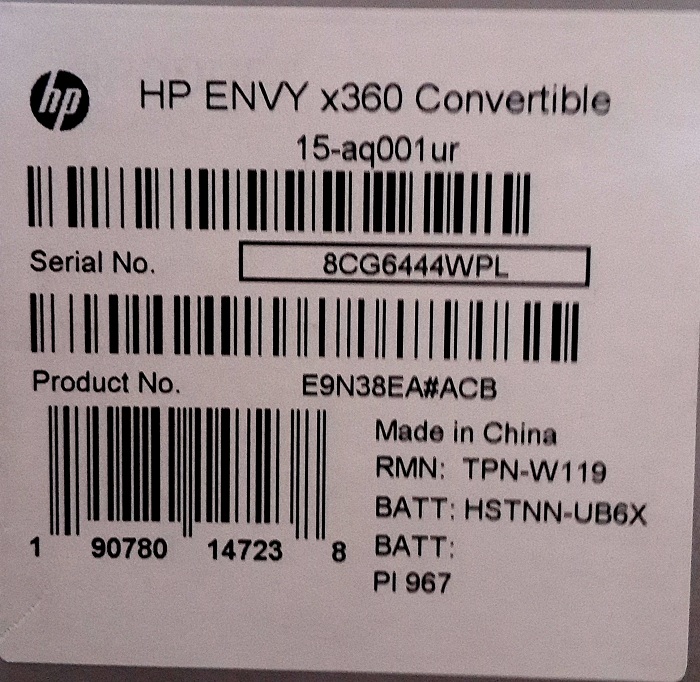 hp HP ENVY x360 Convertible
15-aq001ur
Serial No. 8CG6444WPL
Product No. E9N38EA#ACB
Made in China
RMN: TPN-W119
BATT: HSTNN-UB6X
1 90780 14723 8 BATT:
PI 967